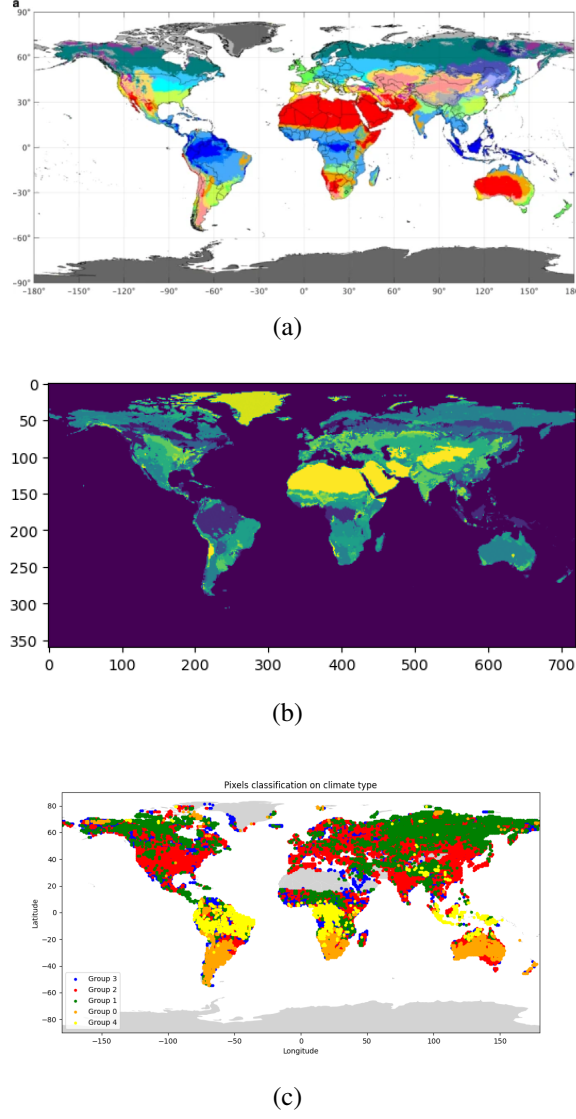 a
90°
60°
30°
0°
−30°
−60°
−90°
−180° −150° −120° −90° −60° −30° 0° 30° 60° 90° 120° 150° 180
(a)
0
50
100
150
200
250
300
350
0 100 200 300 400 500 600 700
(b)
Pixels classification on climate type
80
60
40
20
0
−20
−40
−60
−80
Latitude
Group 3
Group 2
Group 1
Group 0
Group 4
−150 −100 −50 0 50 100 150
Longitude
(c)